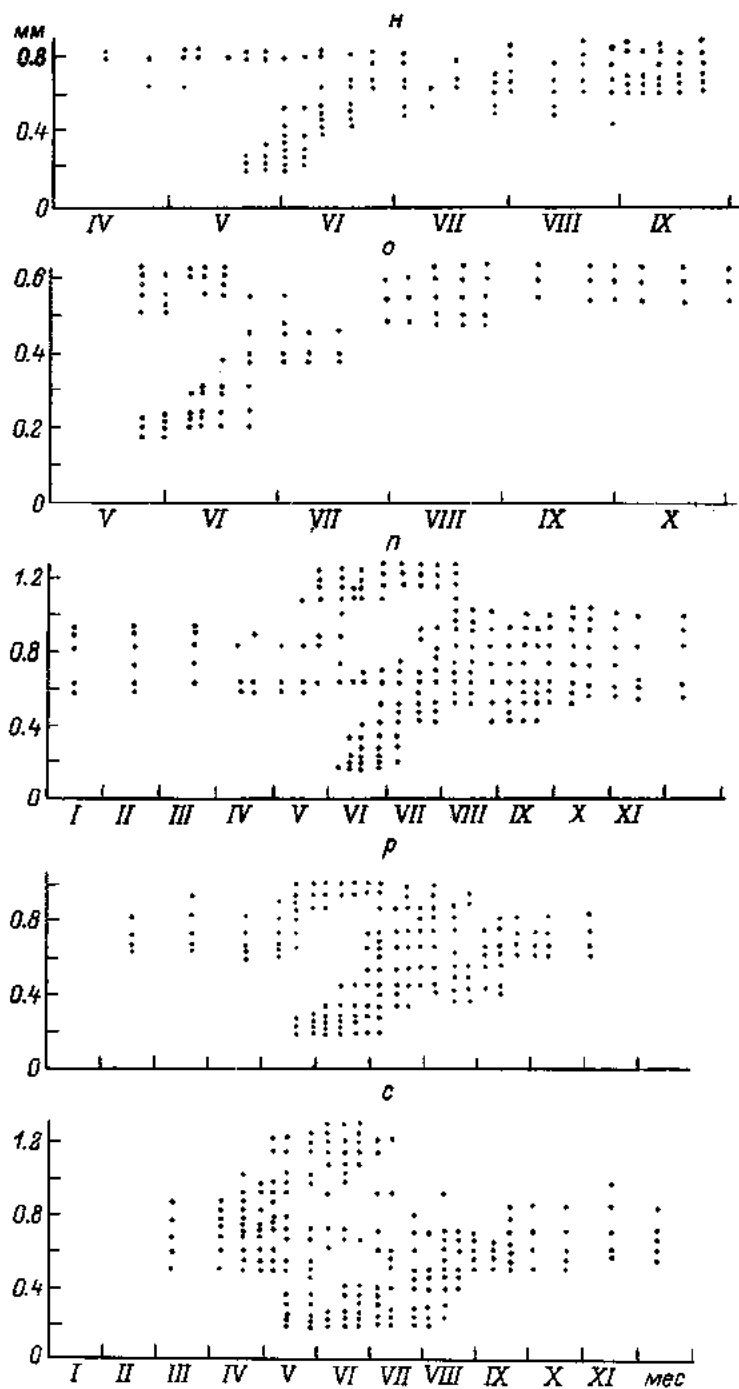 мм
н
0.8
0.4
0
IV V VI VII VIII IX
о
0.6
0.4
0.2
0
V VI VII VIII IX X
п
1.2
0.8
0.4
0
I II III IV V VI VII VIII IX X XI
р
0.8
0.4
0
с
1.2
0.8
0.4
0
I II III IV V VI VII VIII IX X XI мес